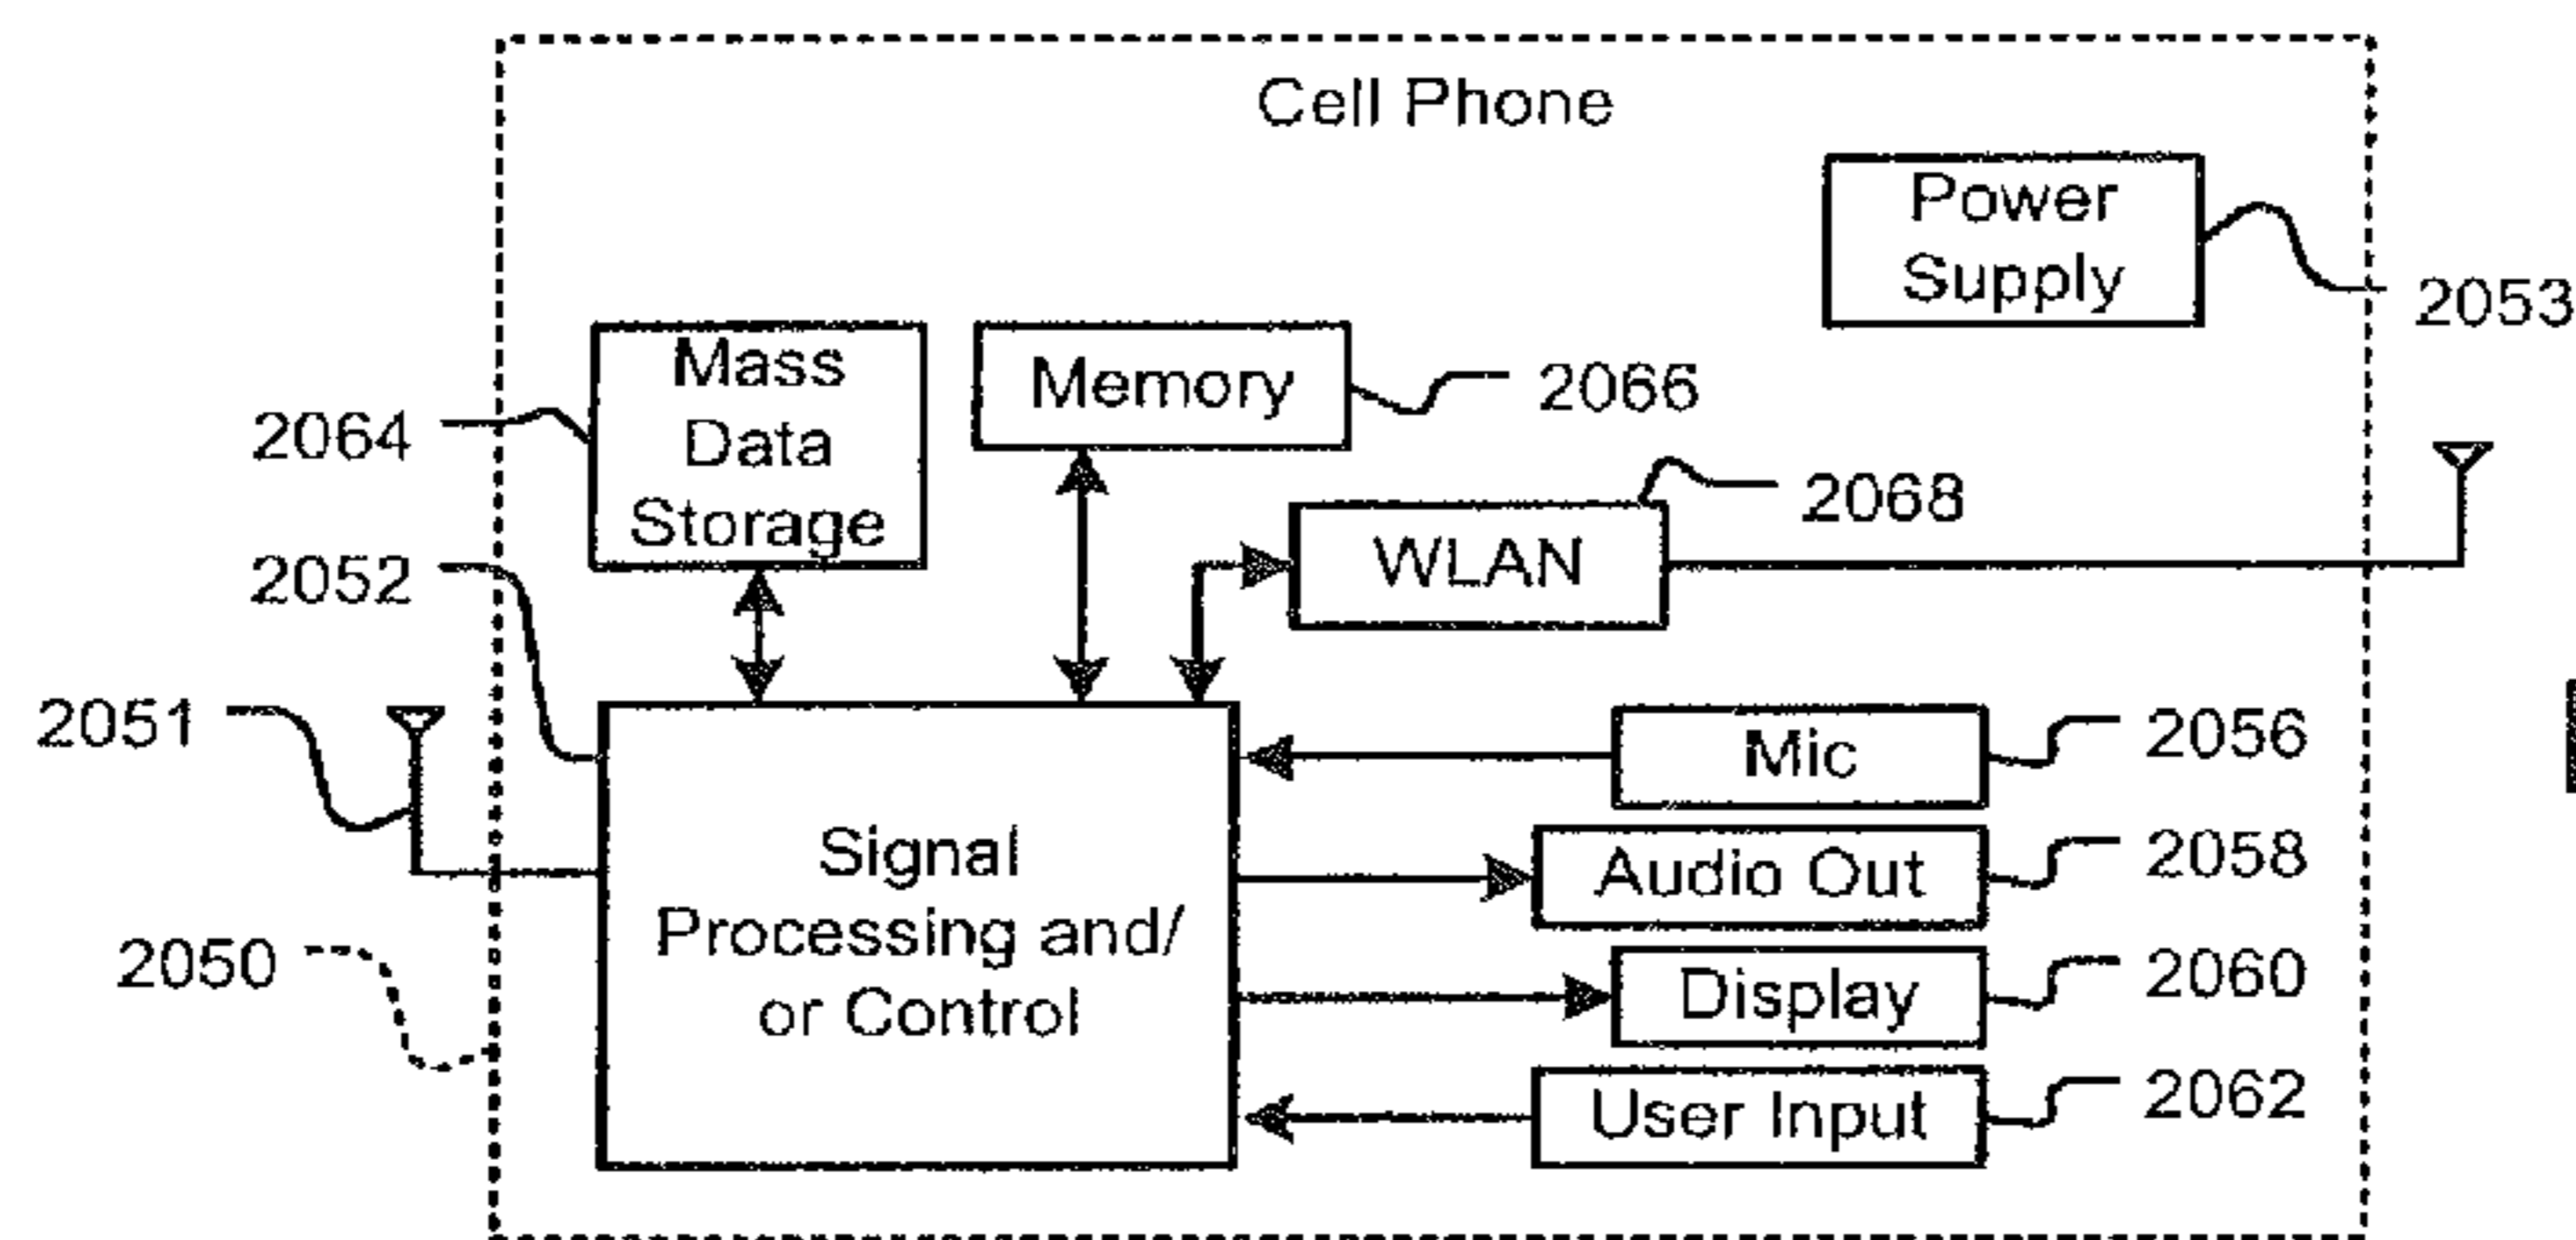 Cell Phone
Power
Supply
2053
Mass
Data
Storage
2064
Memory
2066
2068
WLAN
2052
2051
Signal
Processing and/
or Control
2050
Mic
2056
Audio Out
2058
Display
2060
User Input
2062